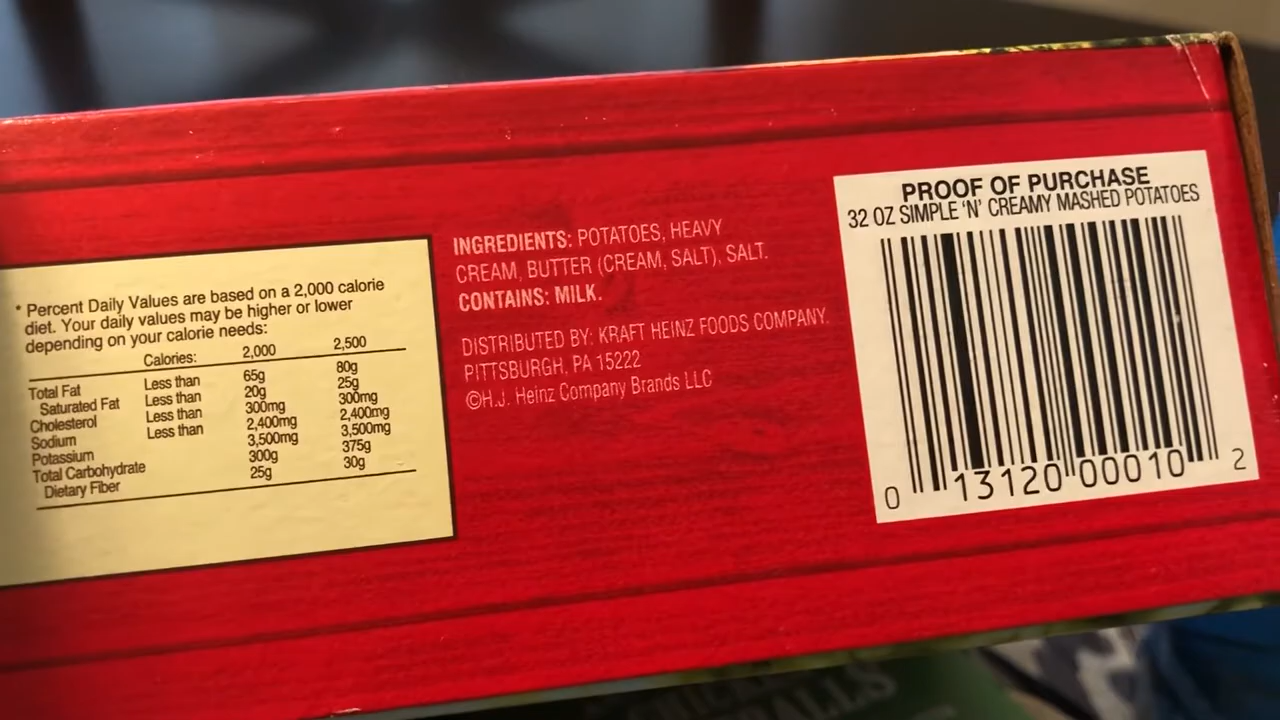 * Percent Daily Values are based on a 2,000 calorie
diet. Your daily values may be higher or lower
depending on your calorie needs:
Calories: 2,000 2,500
Total Fat Less than 65g 80g
Saturated Fat Less than 20g 25g
Cholesterol Less than 300mg 300mg
Sodium Less than 2,400mg 2,400mg
Potassium 3,500mg 3,500mg
Total Carbohydrate 300g 375g
Dietary Fiber 25g 30g
INGREDIENTS: POTATOES, HEAVY
CREAM, BUTTER (CREAM, SALT), SALT.
CONTAINS: MILK.
DISTRIBUTED BY: KRAFT HEINZ FOODS COMPANY.
PITTSBURGH, PA 15222
©H.J. Heinz Company Brands LLC
PROOF OF PURCHASE
32 OZ SIMPLE 'N' CREAMY MASHED POTATOES
0 13120 00010 2